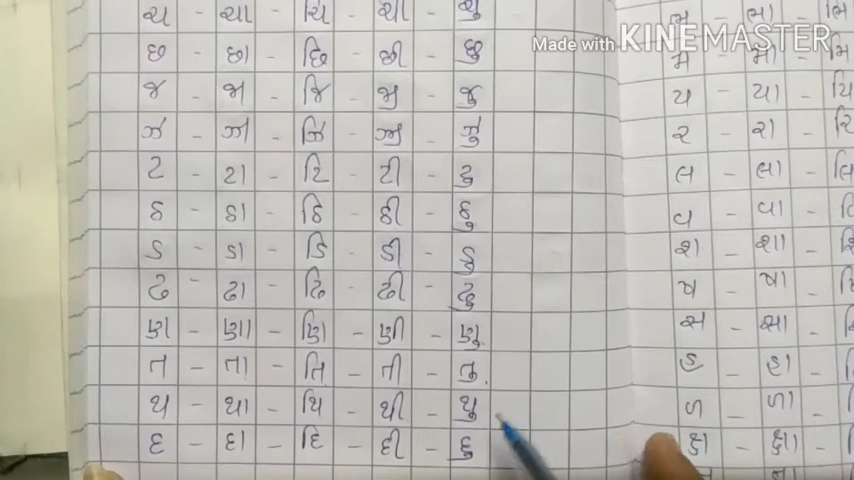 Made with KINEMASTER
ચ - ચા - ચિ - ચી - ચુ
છ - છા - છિ - છી - છુ
જ - જા - જિ - જી - જુ
ઝ - ઝા - ઝિ - ઝી - ઝુ
ટ - ટા - ટિ - ટી - ટુ
ઠ - ઠા - ઠિ - ઠી - ઠુ
ડ - ડા - ડિ - ડી - ડુ
ઢ - ઢા - ઢિ - ઢી - ઢુ
ણ - ણા - ણિ - ણી - ણુ
ત - તા - તિ - તી - તુ
થ - થા - થિ - થી - થુ
દ - દા - દિ - દી - દુ
ભ - ભા - ભિ
મ - મા - મિ
ય - યા - યિ
ર - રા - રિ
લ - લા - લિ
વ - વા -
શ - શા - શિ
ષ - ષા -
સ - સા -
હ - હા -
ળ - ળા -
ક્ષ - ક્ષા -